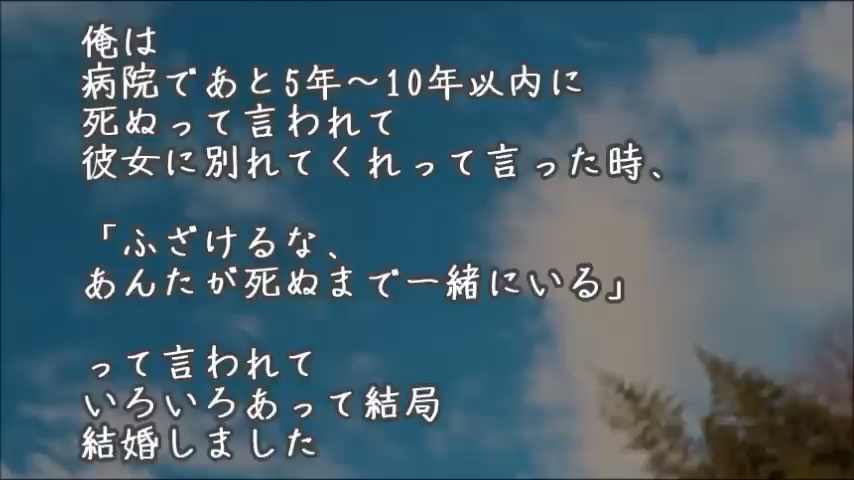 俺は
病院であと5年～10年以内に
死ぬって言われて
彼女に別れてくれって言った時、
「ふざけるな、
あんたが死ぬまで一緒にいる」
って言われて
いろいろあって結局
結婚しました